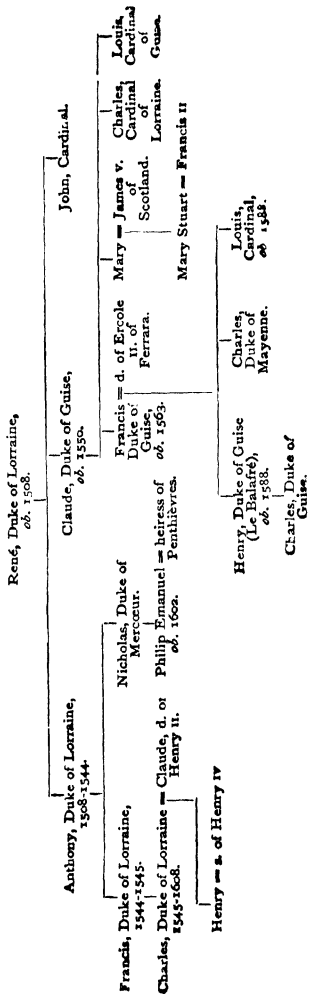 René, Duke of Lorraine,
ob. 1508.
Anthony, Duke of Lorraine,
1508-1544.
Claude, Duke of Guise,
ob. 1550.
John, Cardinal.
Francis, Duke of Lorraine,
1544-1545.
Nicholas, Duke of
Mercœur.
Francis = d. of Ercole
Duke of II. of
Guise, Ferrara.
ob. 1563.
Mary = James V.
of
Scotland.
Charles,
Cardinal
of
Lorraine.
Louis,
Cardinal
of
Guise.
Charles, Duke of Lorraine = Claude, d. of
1545-1608. Henry II.
Philip Emanuel = heiress of
ob. 1602. Penthièvres.
Mary Stuart = Francis II
Henry = s. of Henry IV
Henry, Duke of Guise
(Le Balafré),
ob. 1588.
Charles,
Duke of
Mayenne.
Louis,
Cardinal,
ob 1588.
Charles, Duke of
Guise.